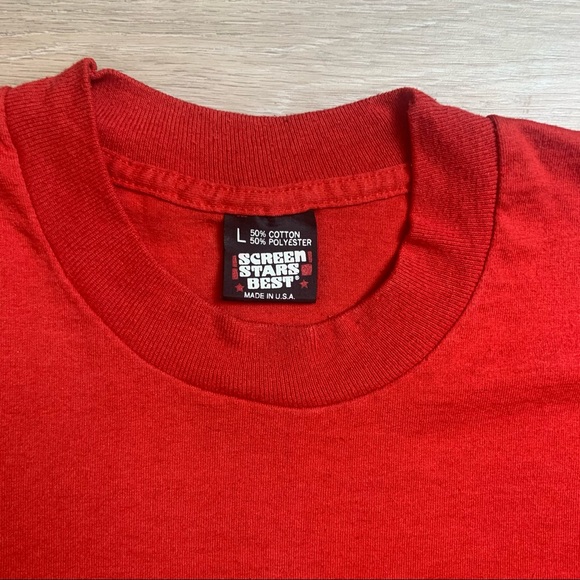 L 50% COTTON
50% POLYESTER
SCREEN
STARS
BEST®
MADE IN U.S.A.